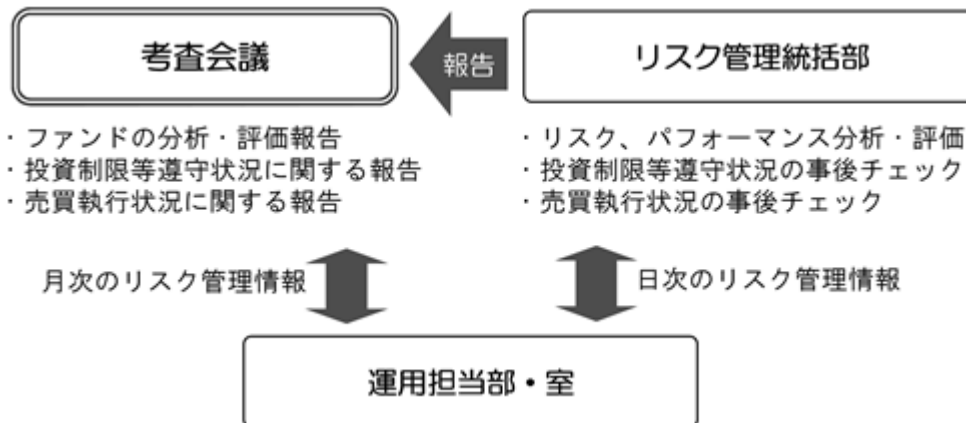 考査会議
報告
リスク管理統括部
・ファンドの分析・評価報告
・投資制限等遵守状況に関する報告
・売買執行状況に関する報告
・リスク、パフォーマンス分析・評価
・投資制限等遵守状況の事後チェック
・売買執行状況の事後チェック
月次のリスク管理情報
日次のリスク管理情報
運用担当部・室